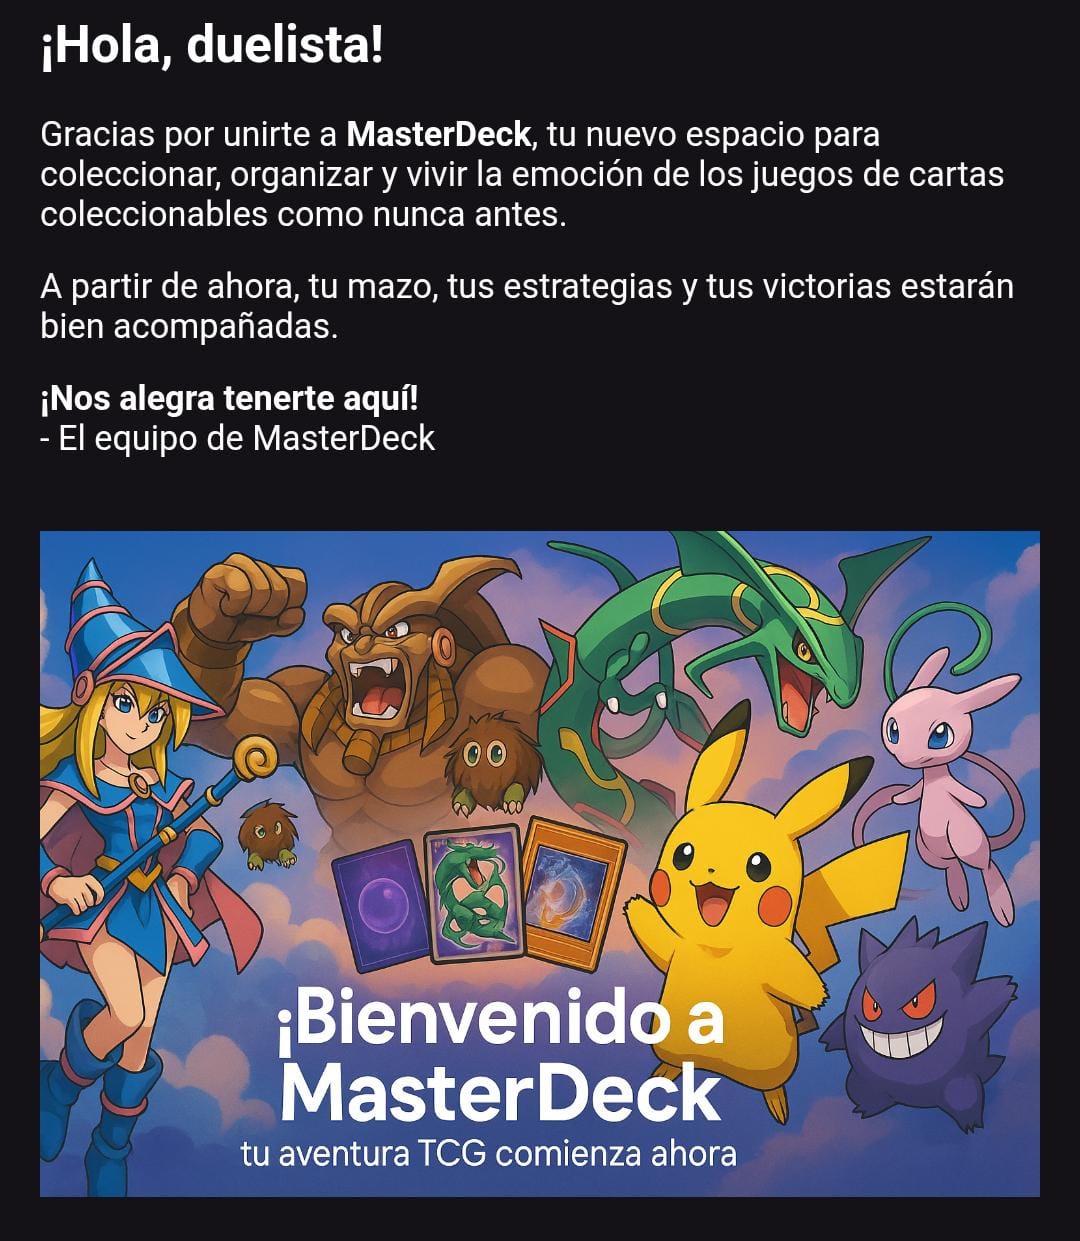 ¡Hola, duelista!
Gracias por unirte a MasterDeck, tu nuevo espacio para
coleccionar, organizar y vivir la emoción de los juegos de cartas
coleccionables como nunca antes.
A partir de ahora, tu mazo, tus estrategias y tus victorias estarán
bien acompañadas.
¡Nos alegra tenerte aquí!
- El equipo de MasterDeck
¡Bienvenido a
MasterDeck
tu aventura TCG comienza ahora